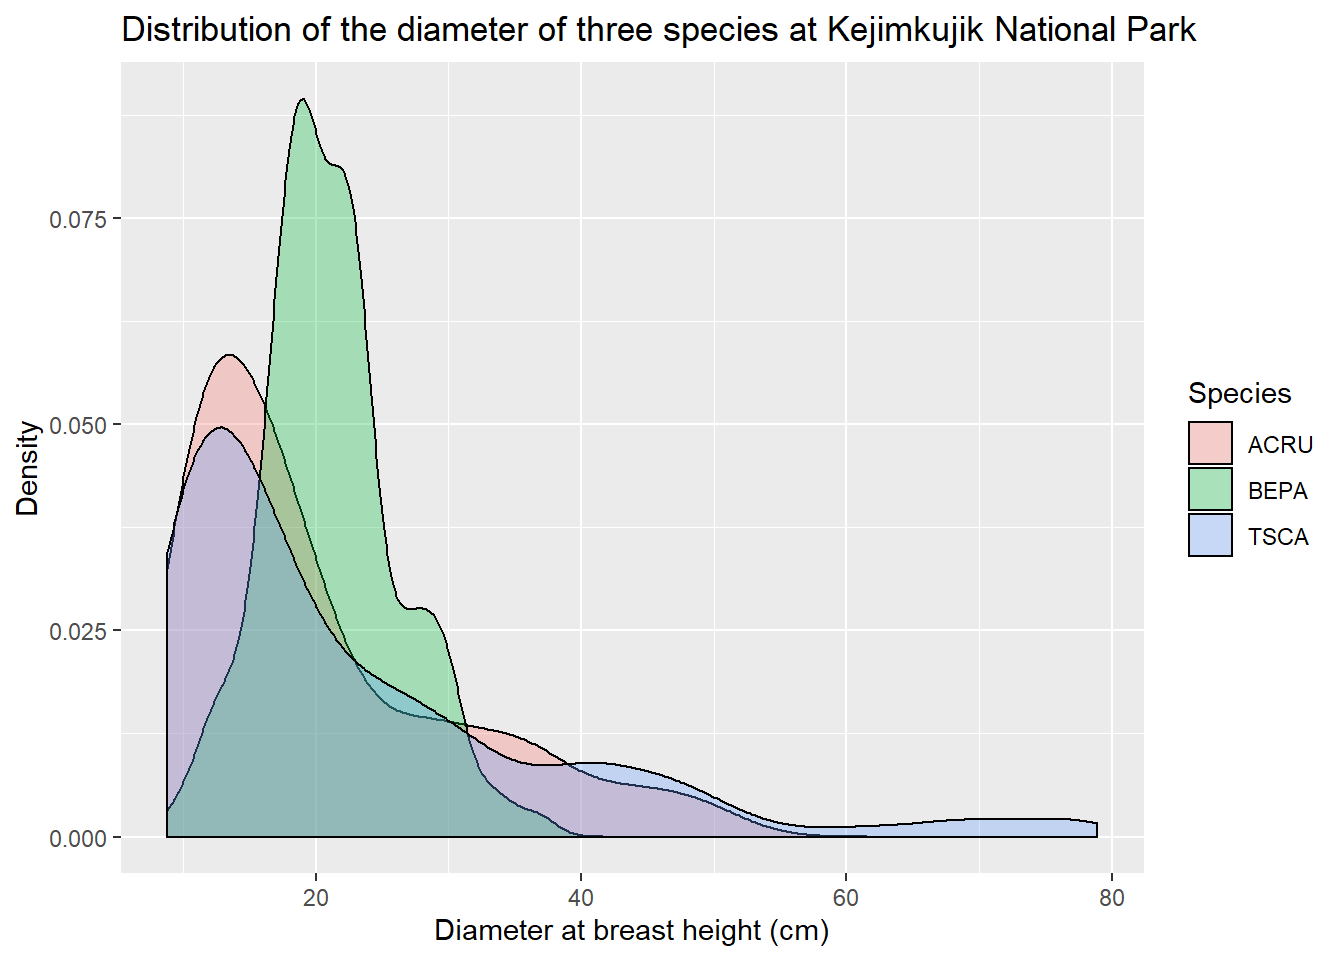 Distribution of the diameter of three species at Kejimkujik National Park
0.075
0.050
0.025
0.000
Density
20 40 60 80
Diameter at breast height (cm)
Species
ACRU
BEPA
TSCA